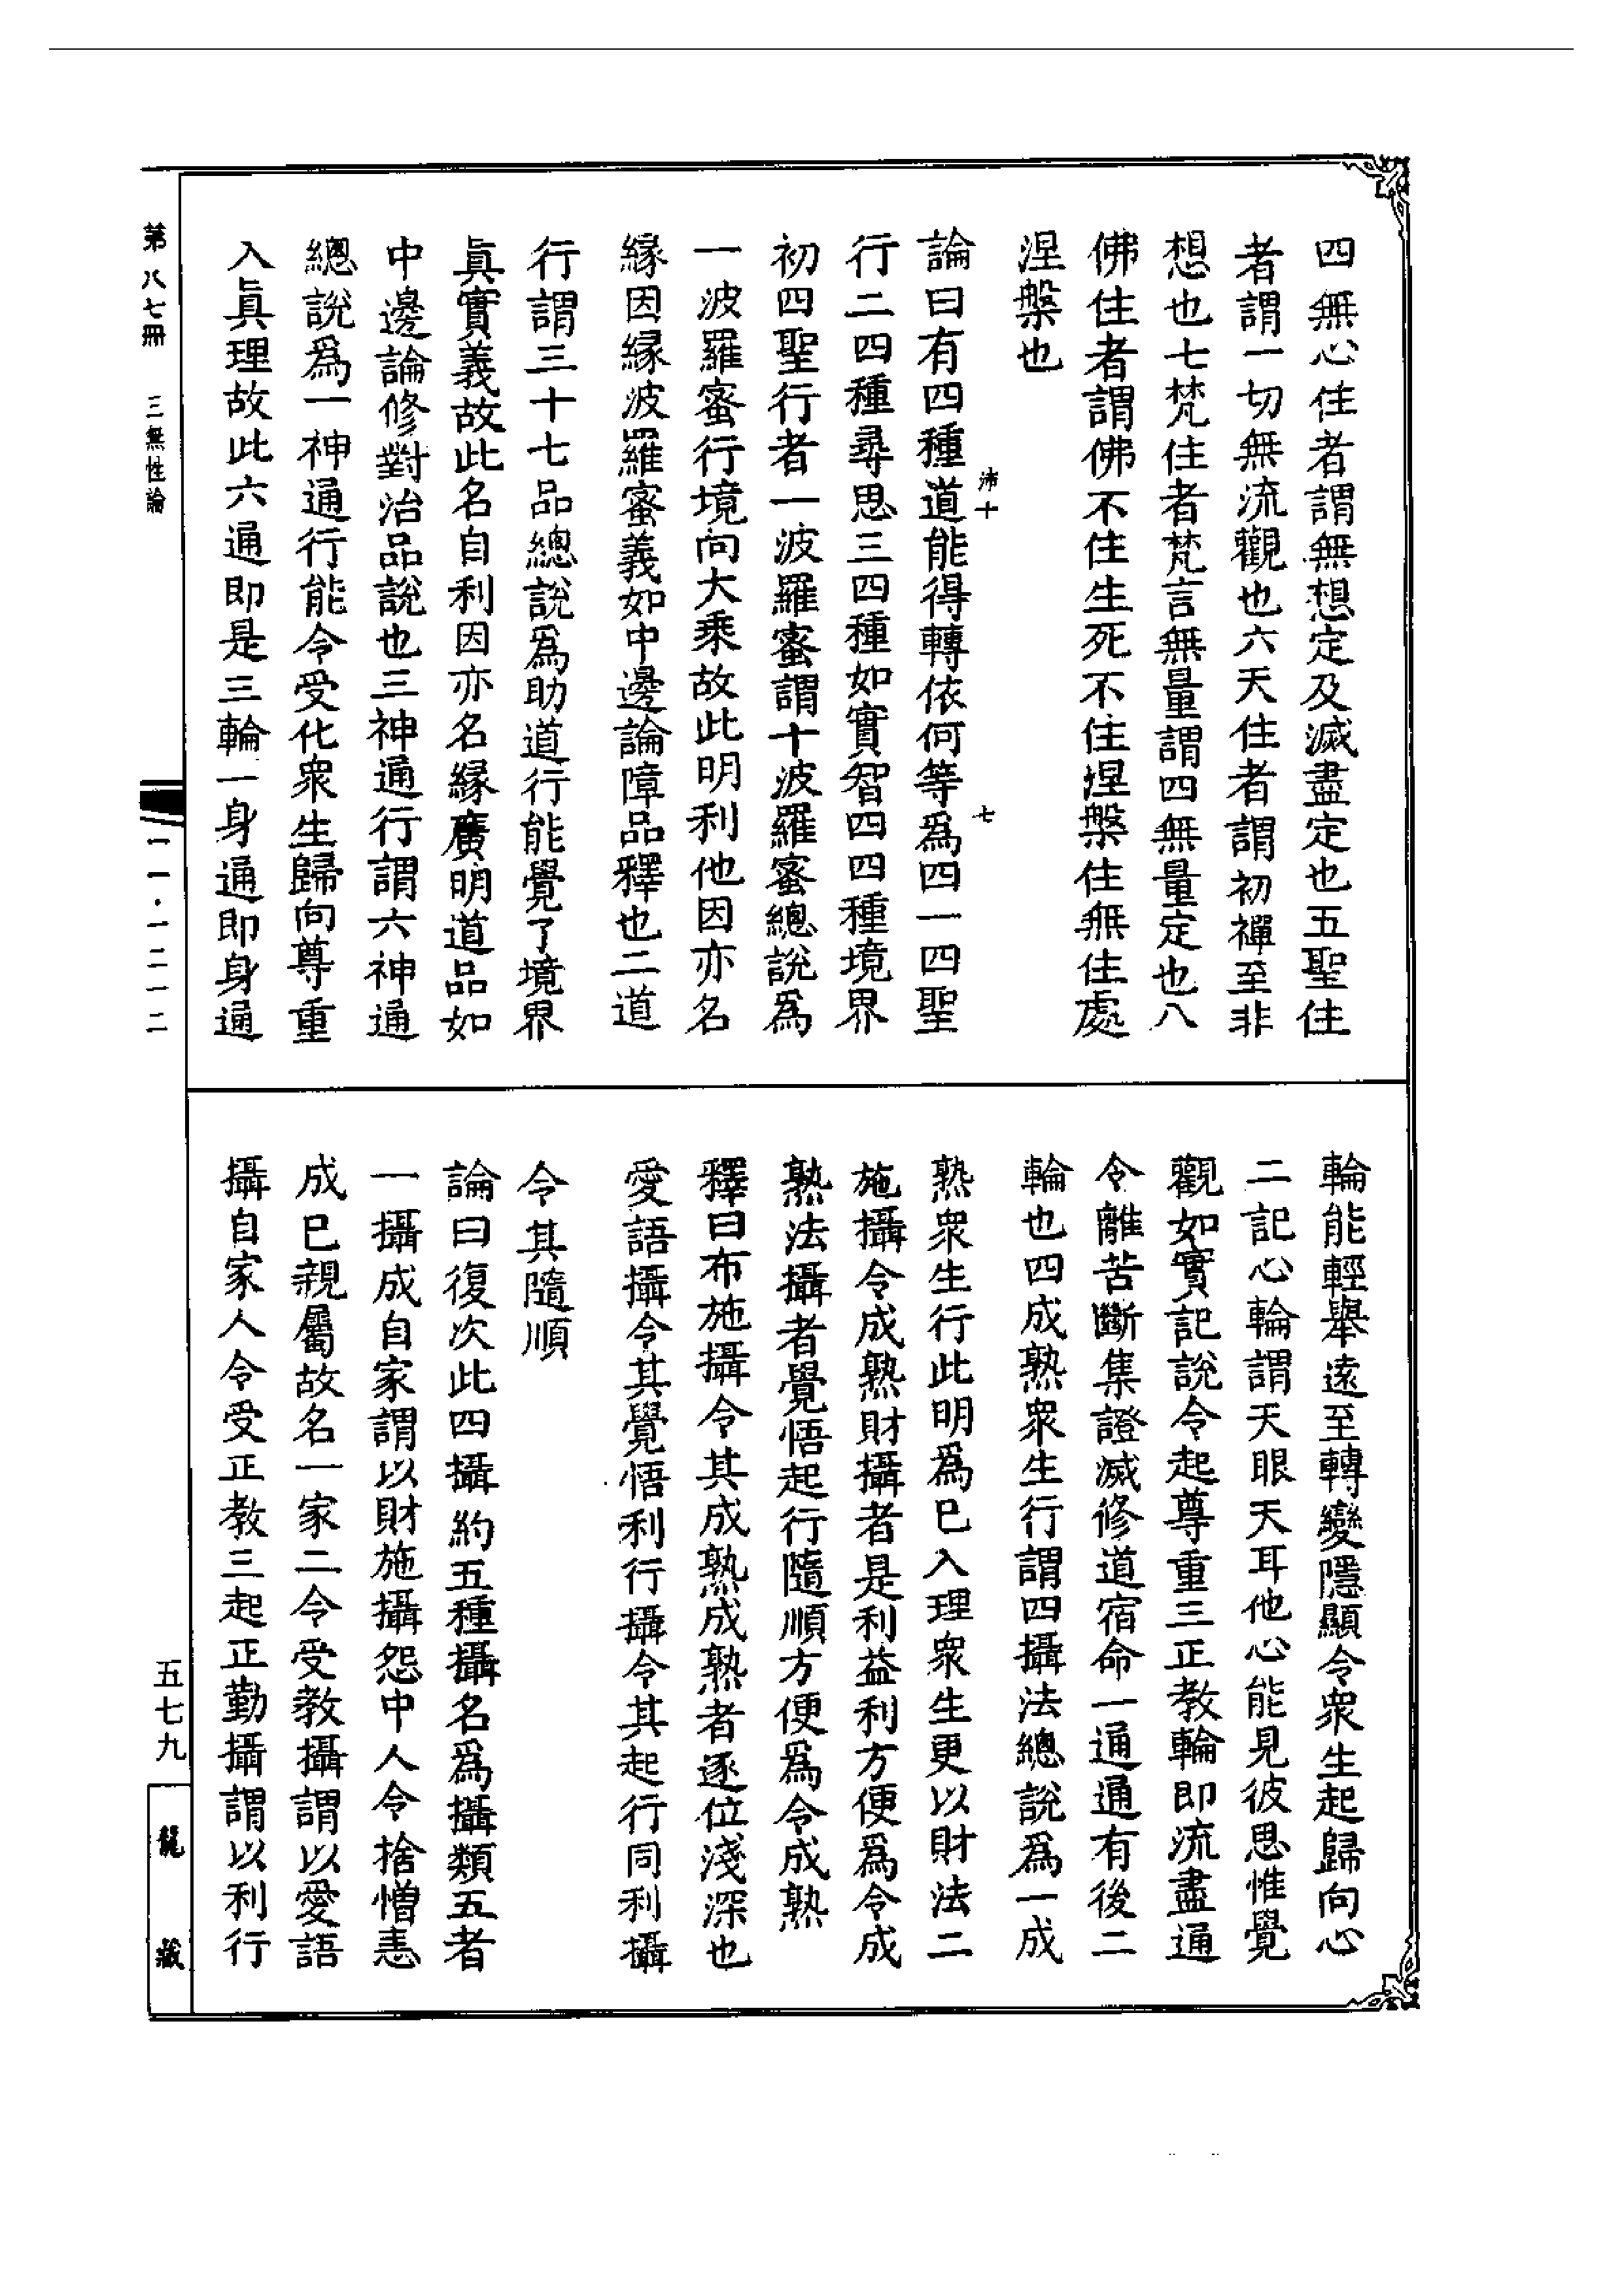 四無心住者謂無想定及滅盡定也五聖住
者謂一切無流觀也六天住者謂初禪至非
想也七梵住者梵言無量謂四無量定也八
佛住者謂佛不住生死不住涅槃住無住處
涅槃也
沛十 七
論曰有四種道能得轉依何等爲四一四聖
行二四種尋思三四種如實智四四種境界
初四聖行者一波羅蜜謂十波羅蜜總說爲
一波羅蜜行境向大乘故此明利他因亦名
緣因緣波羅蜜義如中邊論障品釋也二道
行謂三十七品總說爲助道行能覺了境界
眞實義故此名自利因亦名緣廣明道品如
中邊論修對治品說也三神通行謂六神通
總說爲一神通行能令受化衆生歸向尊重
入眞理故此六通即是三輪一身通即身通
輪能輕舉遠至轉變隱顯令衆生起歸向心
二記心輪謂天眼天耳他心能見彼思惟覺
觀如實記說令起尊重三正教輪即流盡通
令離苦斷集證滅修道宿命一通通有後二
輪也四成熟衆生行謂四攝法總說爲一成
熟衆生行此明爲巳入理衆生更以財法二
施攝令成熟財攝者是利益利方便爲令成
熟法攝者覺悟起行隨順方便爲令成熟
釋曰布施攝令其成熟成熟者逐位淺深也
愛語攝令其覺悟利行攝令其起行同利攝
令其隨順
論曰復次此四攝約五種攝名爲攝類五者
一攝成自家謂以財施攝怨中人令捨憎恚
成巳親屬故名一家二令受教攝謂以愛語
攝自家人令受正教三起正勤攝謂以利行
第八七冊 三無性論
一一·一二一二
五七九
龍藏